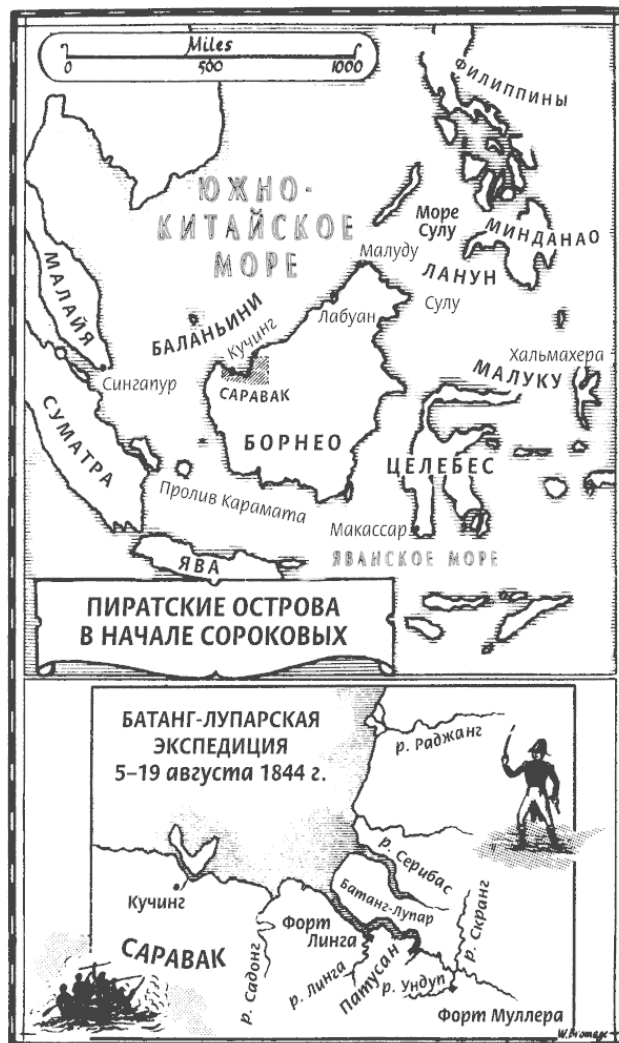 Miles
0 500 1000
ФИЛИППИНЫ
ЮЖНО-
КИТАЙСКОЕ
МОРЕ
Море
Сулу
МИНДАНАО
Малуду
ЛАНУН
Сулу
МАЛАЙЯ
БАЛАНЬИНИ
Лабуан
Кучинг
Хальмахера
МАЛУКУ
Сингапур
САРАВАК
СУМАТРА
БОРНЕО
ЦЕЛЕБЕС
Пролив Карамата
Макассар
ЯВАНСКОЕ МОРЕ
ЯВА
ПИРАТСКИЕ ОСТРОВА
В НАЧАЛЕ СОРОКОВЫХ
БАТАНГ-ЛУПАРСКАЯ
ЭКСПЕДИЦИЯ
5–19 августа 1844 г.
р. Раджанг
р. Серибас
Кучинг
Батанг-Лупар
р. Скранг
Форт
Линга
САРАВАК
р. Садонг
р. Линга
Патусан
р. Ундуп
Форт Муллера
W.Bromage